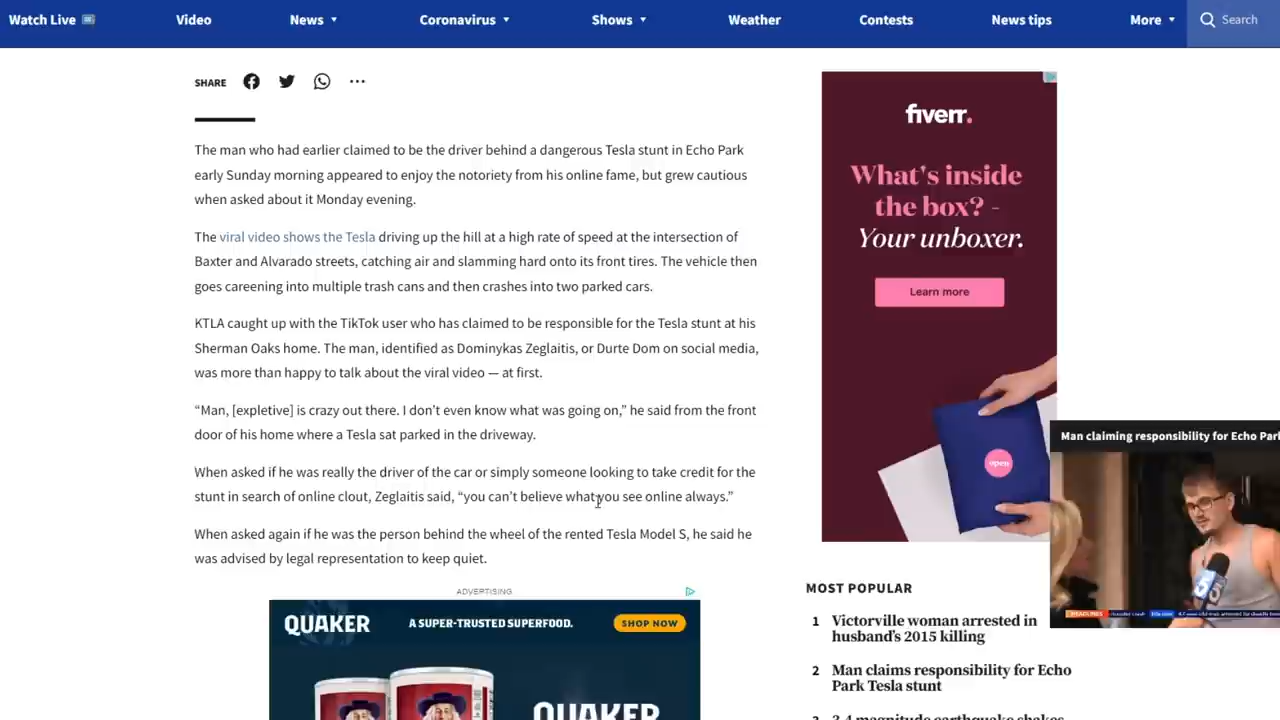 Watch Live
Video
News
Coronavirus
Shows
Weather
Contests
News tips
More
Search
SHARE
The man who had earlier claimed to be the driver behind a dangerous Tesla stunt in Echo Park
early Sunday morning appeared to enjoy the notoriety from his online fame, but grew cautious
when asked about it Monday evening.
The viral video shows the Tesla driving up the hill at a high rate of speed at the intersection of
Baxter and Alvarado streets, catching air and slamming hard onto its front tires. The vehicle then
goes careening into multiple trash cans and then crashes into two parked cars.
KTLA caught up with the TikTok user who has claimed to be responsible for the Tesla stunt at his
Sherman Oaks home. The man, identified as Dominykas Zeglaitis, or Durte Dom on social media,
was more than happy to talk about the viral video — at first.
“Man, [expletive] is crazy out there. I don’t even know what was going on,” he said from the front
door of his home where a Tesla sat parked in the driveway.
When asked if he was really the driver of the car or simply someone looking to take credit for the
stunt in search of online clout, Zeglaitis said, “you can’t believe what you see online always.”
When asked again if he was the person behind the wheel of the rented Tesla Model S, he said he
was advised by legal representation to keep quiet.
ADVERTISING
QUAKER
A SUPER-TRUSTED SUPERFOOD.
SHOP NOW
QUAKER
fiverr.
What's inside
the box? -
Your unboxer.
Learn more
open
Man claiming responsibility for Echo Par
5
HEADLINES
MOST POPULAR
1 Victorville woman arrested in
husband’s 2015 killing
2 Man claims responsibility for Echo
Park Tesla stunt
3 3.4 magnitude earthquake shakes